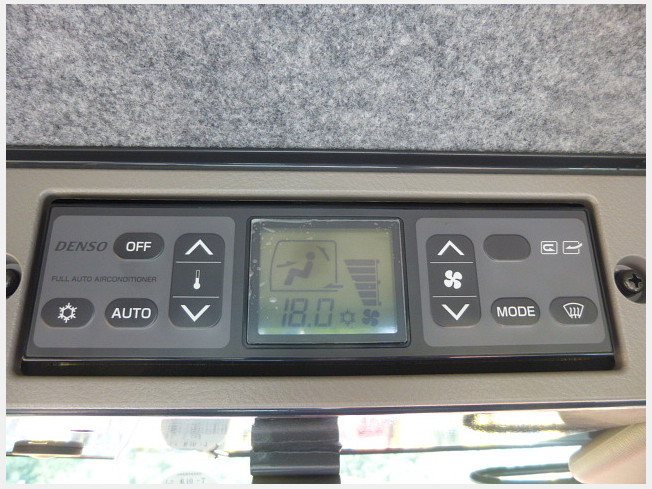 DENSO
OFF
FULL AUTO AIRCONDITIONER
AUTO
18.0
MODE